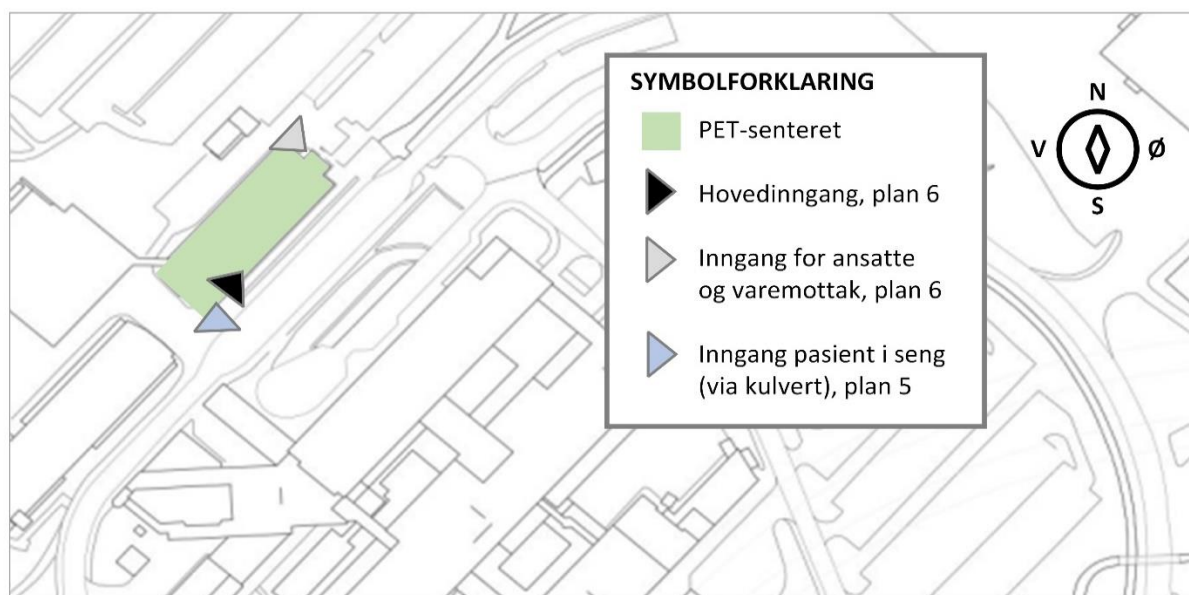 SYMBOLFORKLARING
PET-senteret
Hovedinngang, plan 6
Inngang for ansatte
og varemottak, plan 6
Inngang pasient i seng
(via kulvert), plan 5
N
V Ø
S